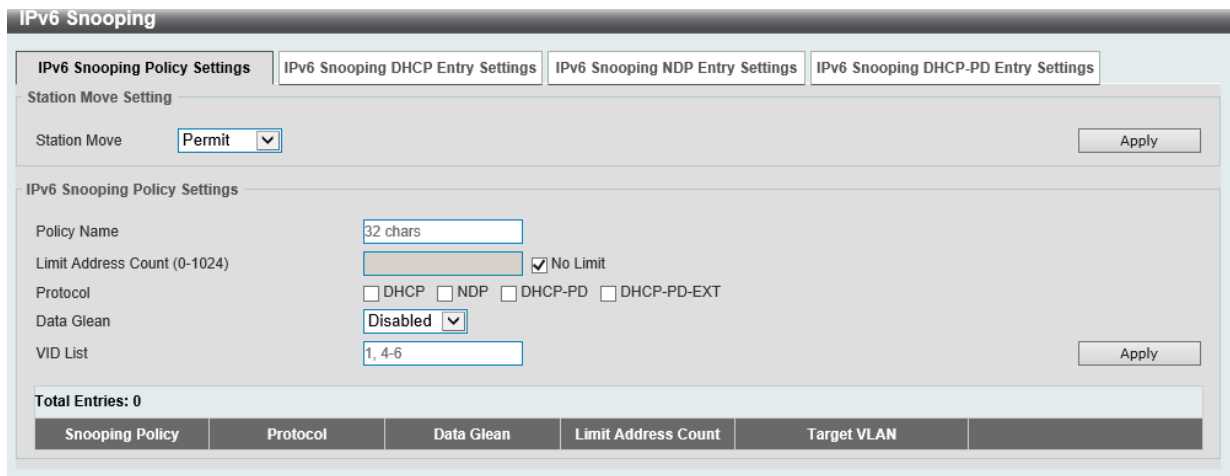 IPv6 Snooping
IPv6 Snooping Policy Settings IPv6 Snooping DHCP Entry Settings IPv6 Snooping NDP Entry Settings IPv6 Snooping DHCP-PD Entry Settings
Station Move Setting
Station Move Permit Apply
IPv6 Snooping Policy Settings
Policy Name 32 chars
Limit Address Count (0-1024) No Limit
Protocol DHCP NDP DHCP-PD DHCP-PD-EXT
Data Glean Disabled
VID List 1, 4-6 Apply
Total Entries: 0
Snooping Policy Protocol Data Glean Limit Address Count Target VLAN